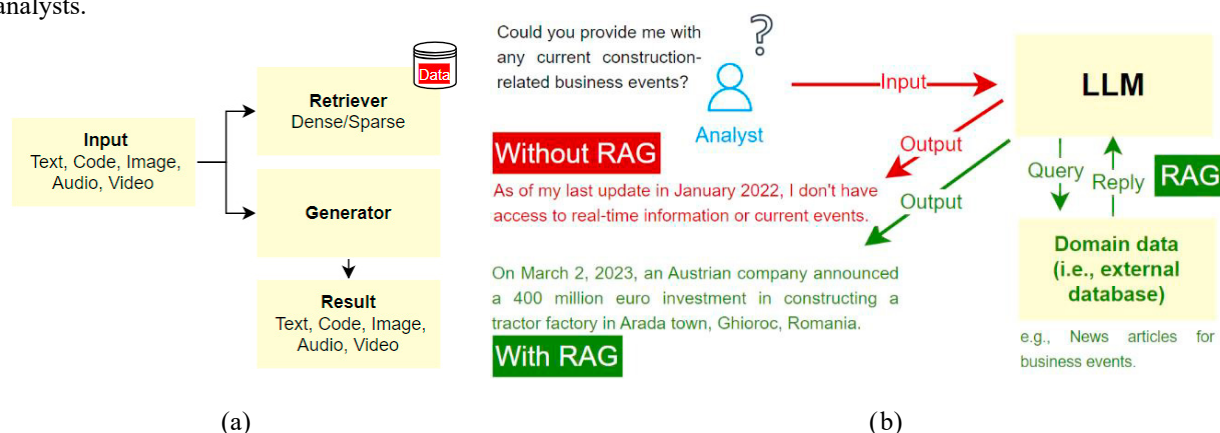 analysts.
Data
Retriever
Dense/Sparse
Input
Text, Code, Image,
Audio, Video
Generator
Result
Text, Code, Image,
Audio, Video
(a)
Could you provide me with
any current construction-
related business events?
?
Analyst
Input
LLM
Without RAG
Output
As of my last update in January 2022, I don't have
access to real-time information or current events.
Output
Query
Reply
RAG
Domain data
(i.e., external
database)
On March 2, 2023, an Austrian company announced
a 400 million euro investment in constructing a
tractor factory in Arada town, Ghioroc, Romania.
With RAG
e.g., News articles for
business events.
(b)